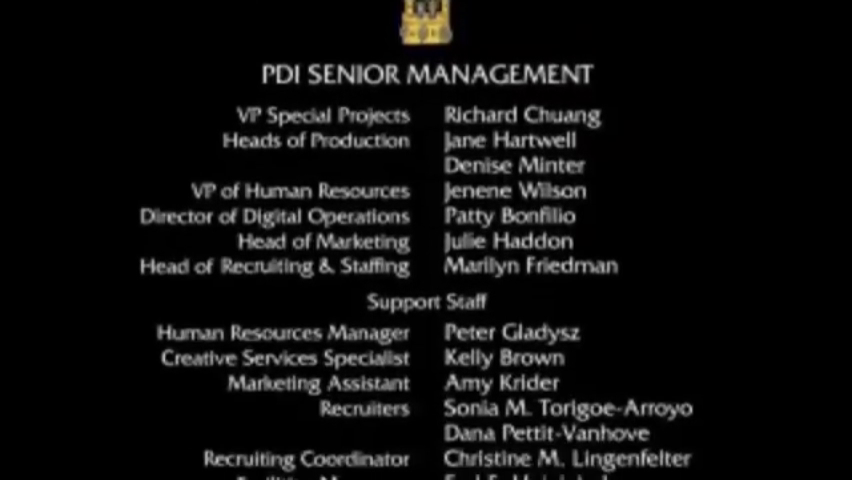 PDI SENIOR MANAGEMENT
VP Special Projects Richard Chuang
Heads of Production Jane Hartwell
Denise Minter
VP of Human Resources Jenene Wilson
Director of Digital Operations Patty Bonfilio
Head of Marketing Julie Haddon
Head of Recruiting & Staffing Marilyn Friedman
Support Staff
Human Resources Manager Peter Gladysz
Creative Services Specialist Kelly Brown
Marketing Assistant Amy Krider
Recruiters Sonia M. Torigoe-Arroyo
Dana Pettit-Vanhove
Recruiting Coordinator Christine M. Lingenfelter